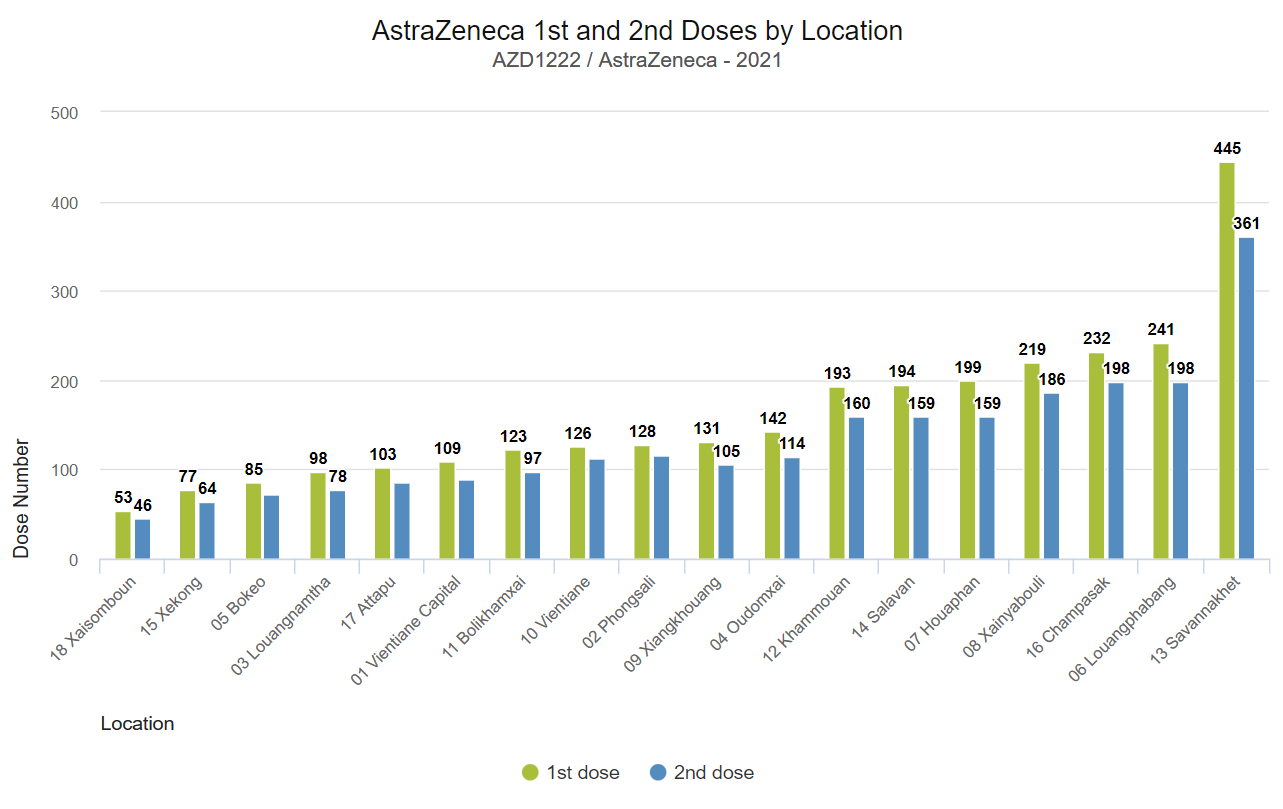 AstraZeneca 1st and 2nd Doses by Location
AZD1222 / AstraZeneca - 2021
Dose Number
500
400
300
200
100
0
53
46
77
64
85
98
78
103
109
123
97
126
128
131
105
142
114
193
160
194
159
199
159
219
186
232
198
241
198
445
361
18 Xaisomboun
15 Xekong
05 Bokeo
03 Louangnamtha
17 Attapu
01 Vientiane Capital
11 Bolikhamxai
10 Vientiane
02 Phongsali
09 Xiangkhouang
04 Oudomxai
12 Khammouan
14 Salavan
07 Houaphan
08 Xainyabouli
16 Champasak
06 Louangphabang
13 Savannakhet
Location
1st dose
2nd dose